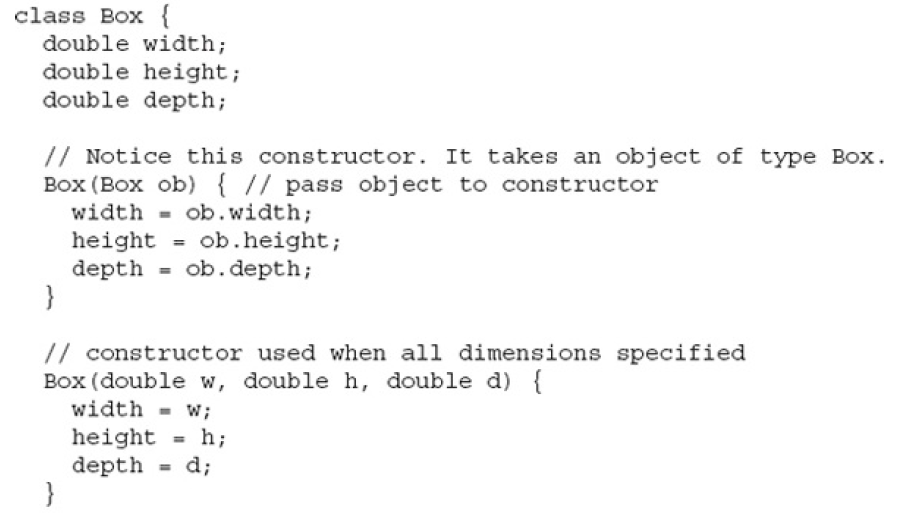 class Box {
  double width;
  double height;
  double depth;

  // Notice this constructor. It takes an object of type Box.
  Box(Box ob) { // pass object to constructor
    width = ob.width;
    height = ob.height;
    depth = ob.depth;
  }

  // constructor used when all dimensions specified
  Box(double w, double h, double d) {
    width = w;
    height = h;
    depth = d;
  }